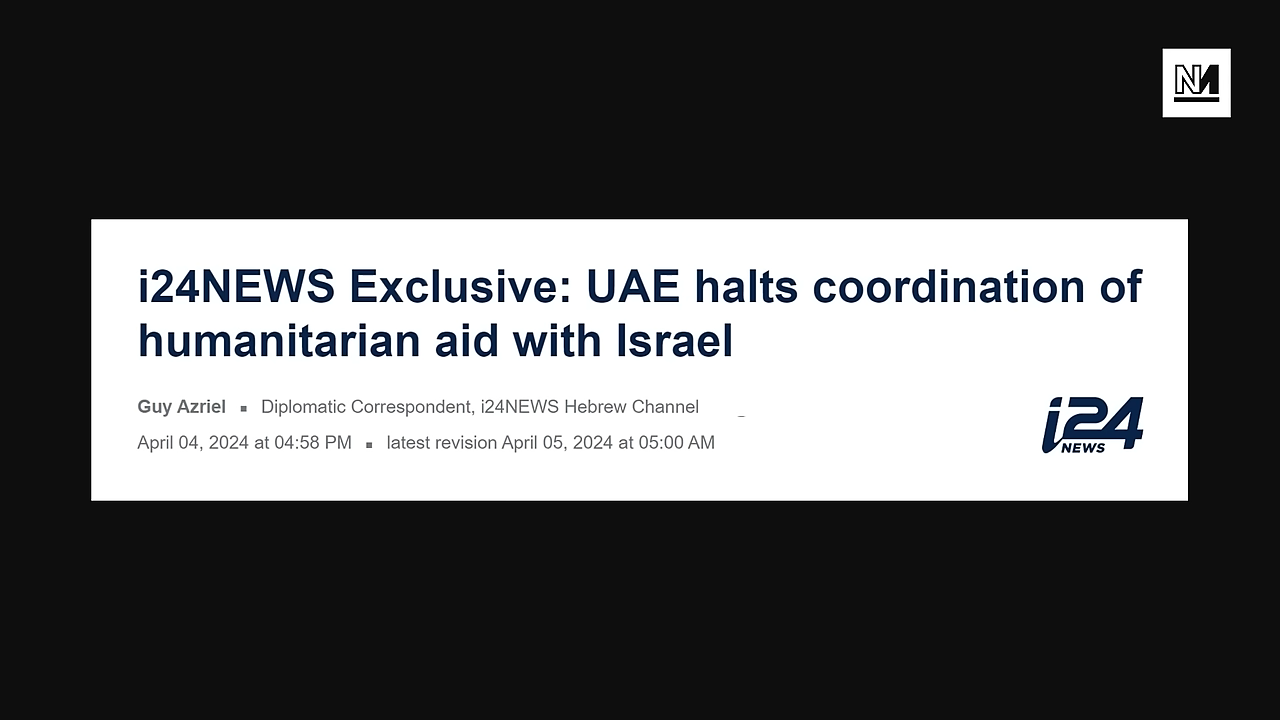 NM
i24NEWS Exclusive: UAE halts coordination of
humanitarian aid with Israel
Guy Azriel ▪ Diplomatic Correspondent, i24NEWS Hebrew Channel
April 04, 2024 at 04:58 PM ▪ latest revision April 05, 2024 at 05:00 AM
i24
NEWS